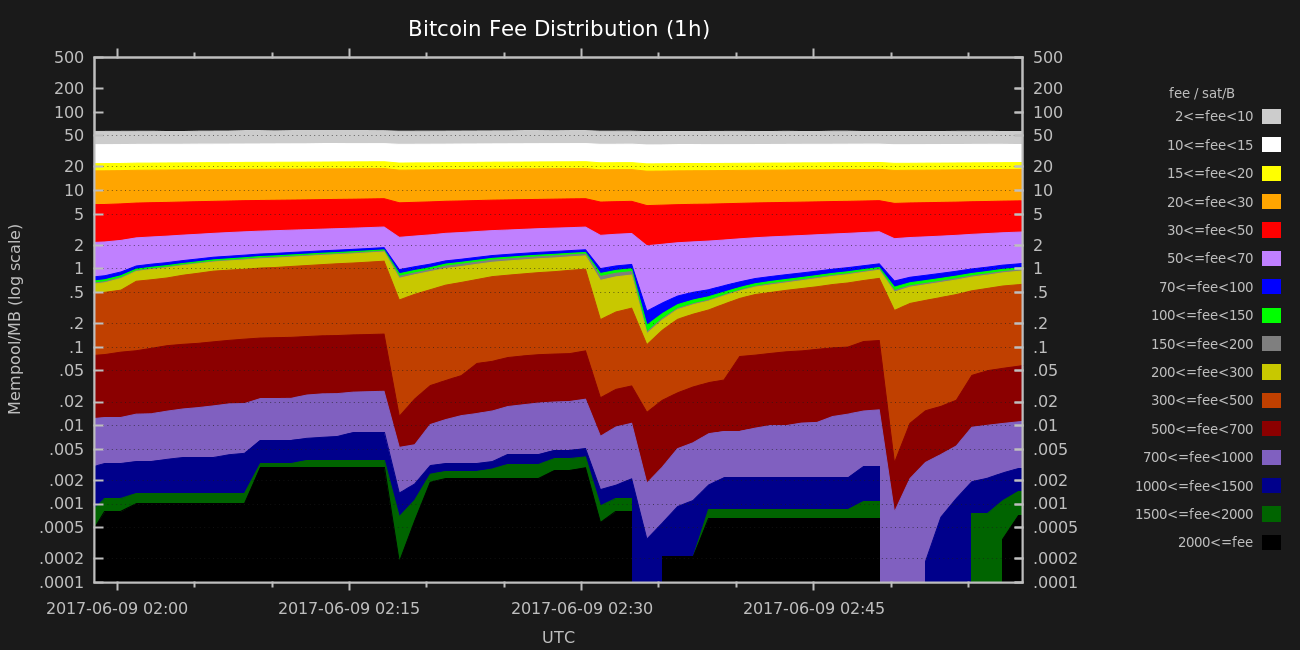 Bitcoin Fee Distribution (1h)
500
200
100
50
20
10
5
2
1
.5
.2
.1
.05
.02
.01
.005
.002
.001
.0005
.0002
.0001
Mempool/MB (log scale)
500
200
100
50
20
10
5
2
1
.5
.2
.1
.05
.02
.01
.005
.002
.001
.0005
.0002
.0001
2017-06-09 02:00
2017-06-09 02:15
2017-06-09 02:30
2017-06-09 02:45
UTC
fee / sat/B
2<=fee<10
10<=fee<15
15<=fee<20
20<=fee<30
30<=fee<50
50<=fee<70
70<=fee<100
100<=fee<150
150<=fee<200
200<=fee<300
300<=fee<500
500<=fee<700
700<=fee<1000
1000<=fee<1500
1500<=fee<2000
2000<=fee